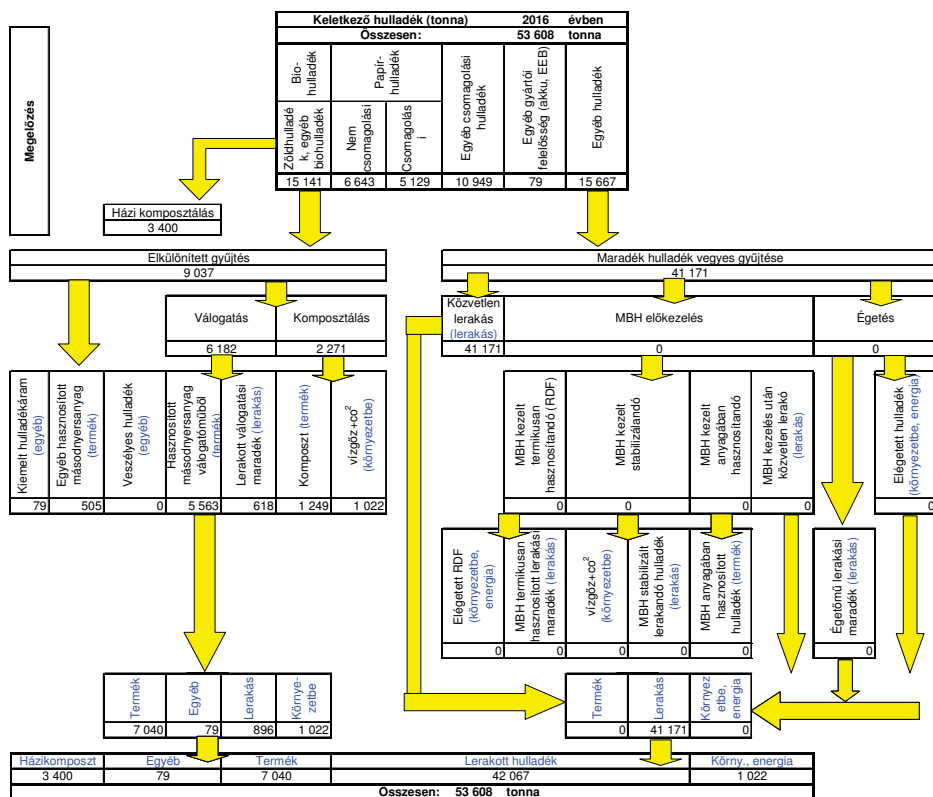 Keletkező hulladék (tonna) 2016 évben
Összesen: 53 608 tonna
Megelőzés
Bio-
hulladék
Papír-
hulladék
Zöldhulladé
k, egyéb
biohulladék
Nem
csomagolási
Csomagolás
i
Egyéb csomagolási
hulladék
Egyéb gyártói
felelősség (akku, EEB)
Egyéb hulladék
15 141 6 643 5 129 10 949 79 15 667
Házi komposztálás
3 400
Elkülönített gyűjtés
9 037
Maradék hulladék vegyes gyűjtése
41 171
Válogatás
6 182
Komposztálás
2 271
Közvetlen
lerakás
(lerakás)
41 171
MBH előkezelés
0
Égetés
0
Kiemelt hulladékáram
(egyéb)
Egyéb hasznosított
másodnyersanyag
(termék)
Veszélyes hulladék
(egyéb)
Hasznosított
másodnyersanyag
válogatóműből
(termék)
Lerakott válogatási
maradék (lerakás)
Komposzt (termék)
vízgőz+co²
(környezetbe)
79 505 0 5 563 618 1 249 1 022
MBH kezelt
termikusan
hasznosítandó (RDF)
MBH kezelt
stabilizálandó
MBH kezelt
anyagában
hasznosítandó
MBH kezelés után
közvetlen lerakó
(lerakás)
Elégetett hulladék
(környezetbe, energia)
0 0 0 0 0
Elégetett RDF
(környezetbe,
energia)
MBH termikusan
hasznosított lerakási
maradék (lerakás)
vízgőz+co²
(környezetbe)
MBH stabilizált
lerakandó hulladék
(lerakás)
MBH anyagában
hasznosított
hulladék (termék)
Égetőmű lerakási
maradék (lerakás)
0 0 0 0 0 0
Termék
Egyéb
Lerakás
Környe-
zetbe
7 040 79 896 1 022
Termék
Lerakás
Környez
etbe,
energia
0 41 171 0
Házikomposzt Egyéb Termék Lerakott hulladék Körny., energia
3 400 79 7 040 42 067 1 022
Összesen: 53 608 tonna